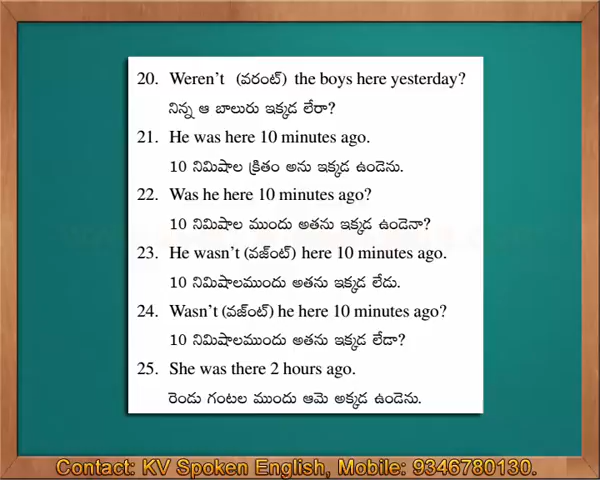 20. Weren't (వరంట్) the boys here yesterday?
నిన్న ఆ బాలురు ఇక్కడ లేరా?
21. He was here 10 minutes ago.
10 నిమిషాల క్రితం అను ఇక్కడ ఉండెను.
22. Was he here 10 minutes ago?
10 నిమిషాల ముందు అతను ఇక్కడ ఉండెనా?
23. He wasn't (వజ్‌ంట్) here 10 minutes ago.
10 నిమిషాలముందు అతను ఇక్కడ లేడు.
24. Wasn't (వజ్‌ంట్) he here 10 minutes ago?
10 నిమిషాలముందు అతను ఇక్కడ లేడా?
25. She was there 2 hours ago.
రెండు గంటల ముందు ఆమె అక్కడ ఉండెను.
Contact: KV Spoken English, Mobile: 9346780130.